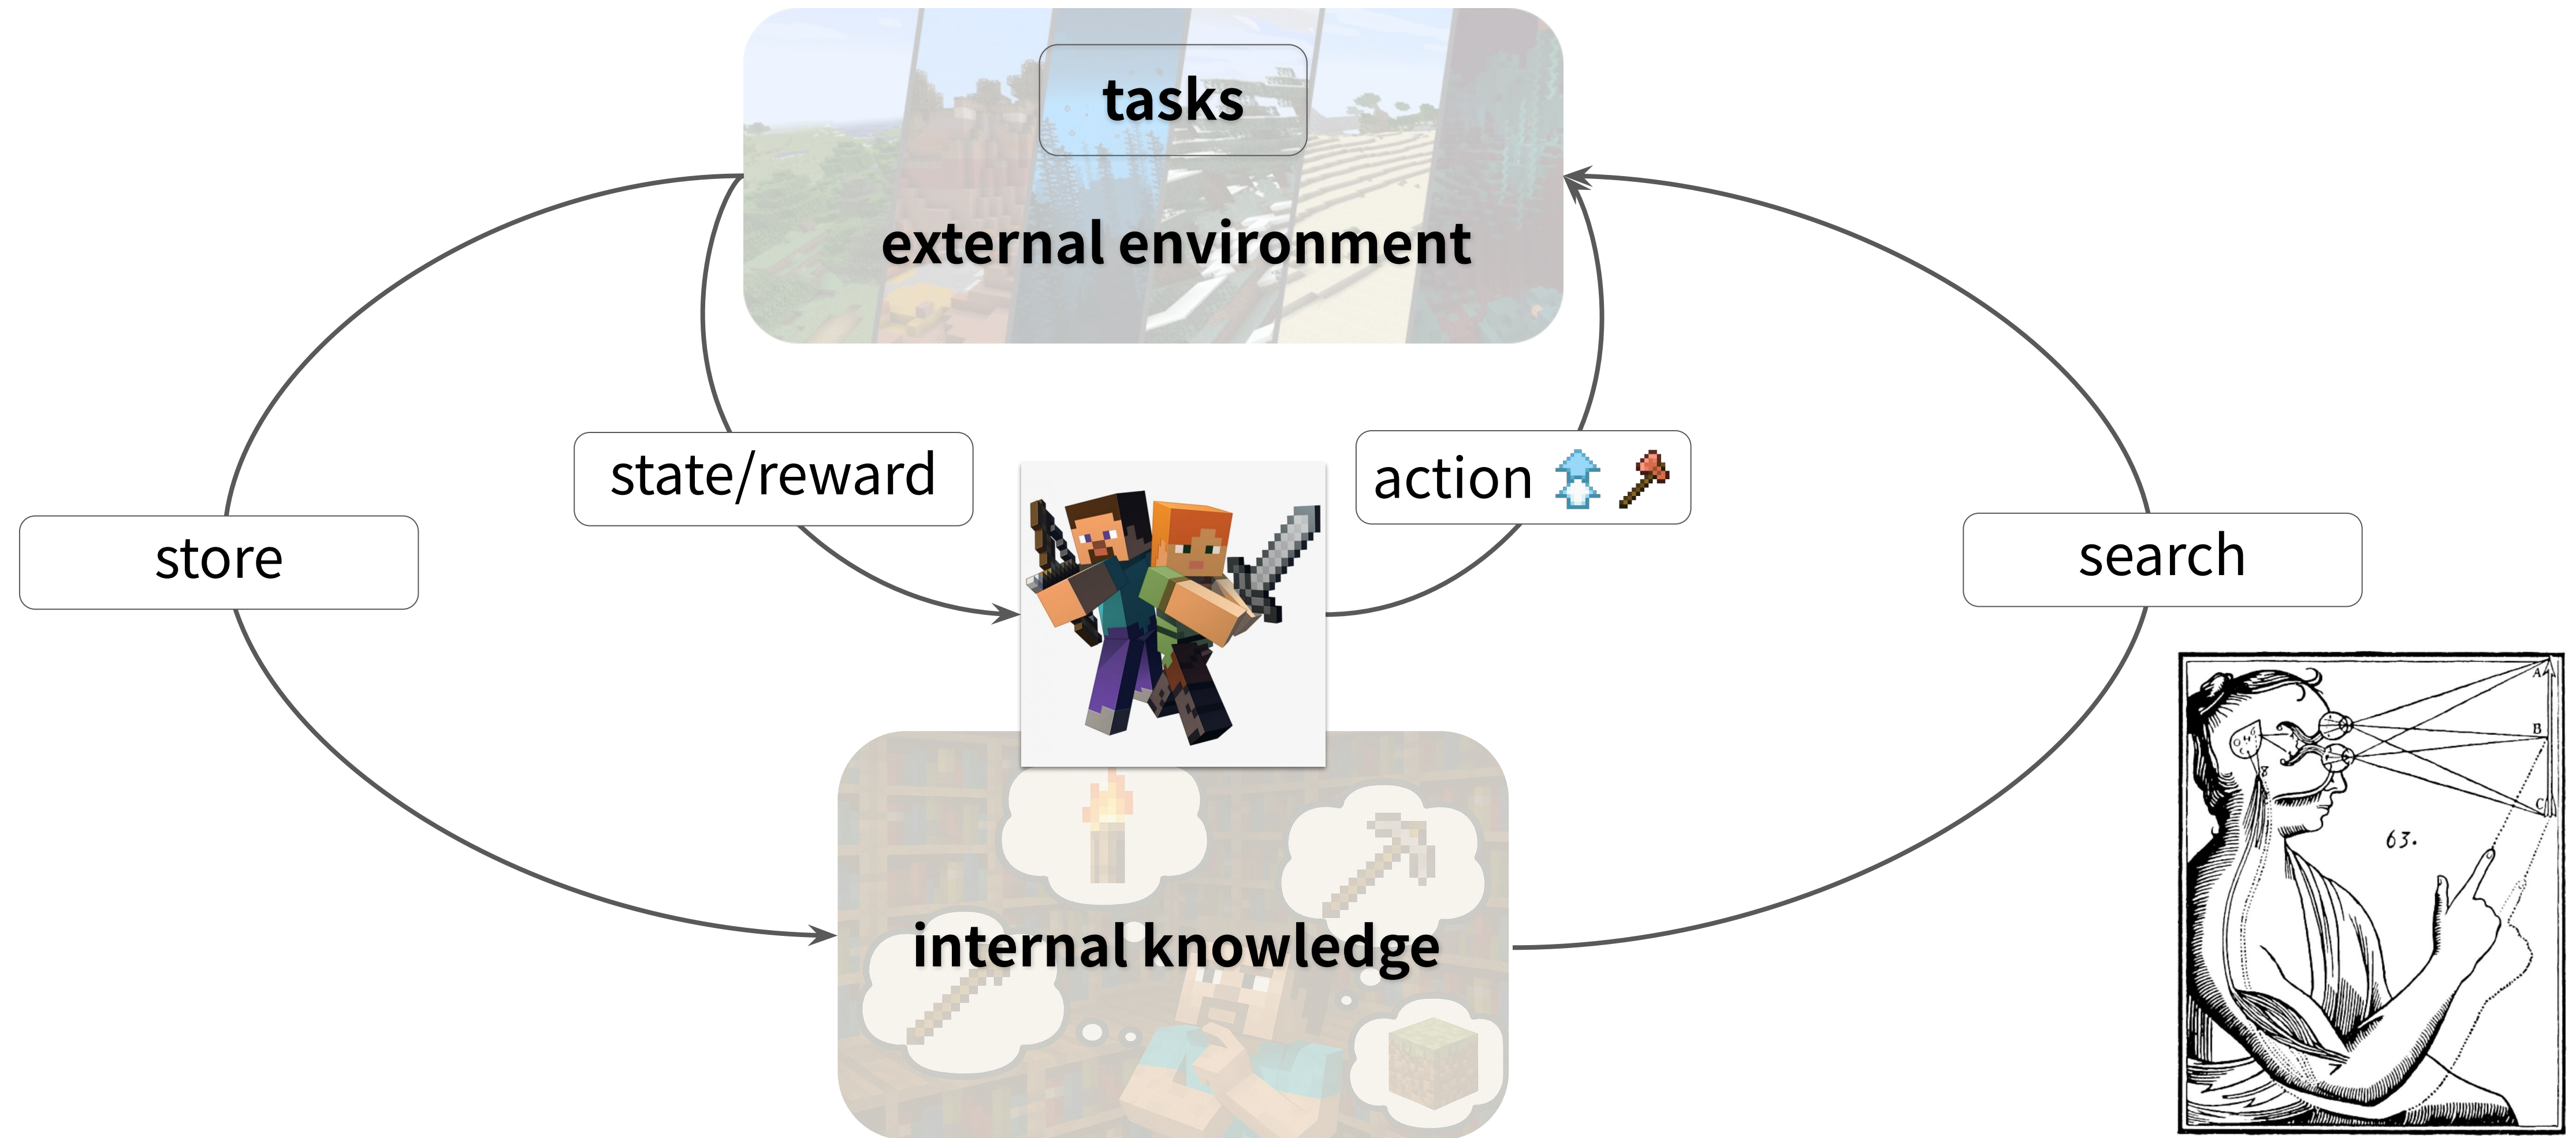 tasks
external environment
state/reward
action
store
search
internal knowledge
A
B
C
63.